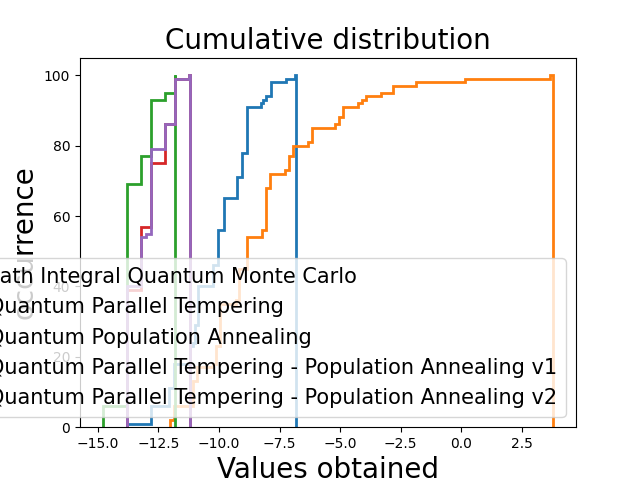 Cumulative distribution
occurrence
100
80
60
40
20
0
ath Integral Quantum Monte Carlo
Quantum Parallel Tempering
Quantum Population Annealing
Quantum Parallel Tempering - Population Annealing v1
Quantum Parallel Tempering - Population Annealing v2
−15.0 −12.5 −10.0 −7.5 −5.0 −2.5 0.0 2.5
Values obtained